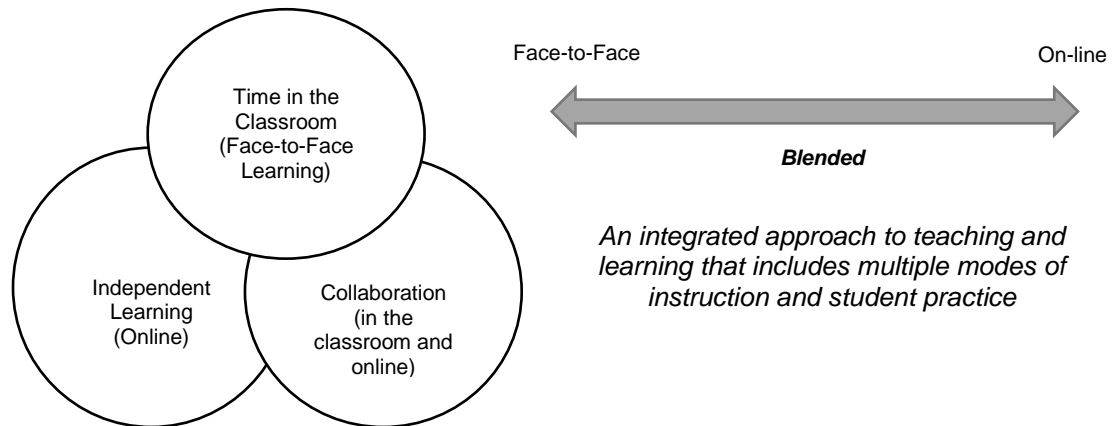 Time in the
Classroom
(Face-to-Face
Learning)
Independent
Learning
(Online)
Collaboration
(in the
classroom and
online)
Face-to-Face
On-line
Blended
An integrated approach to teaching and
learning that includes multiple modes of
instruction and student practice